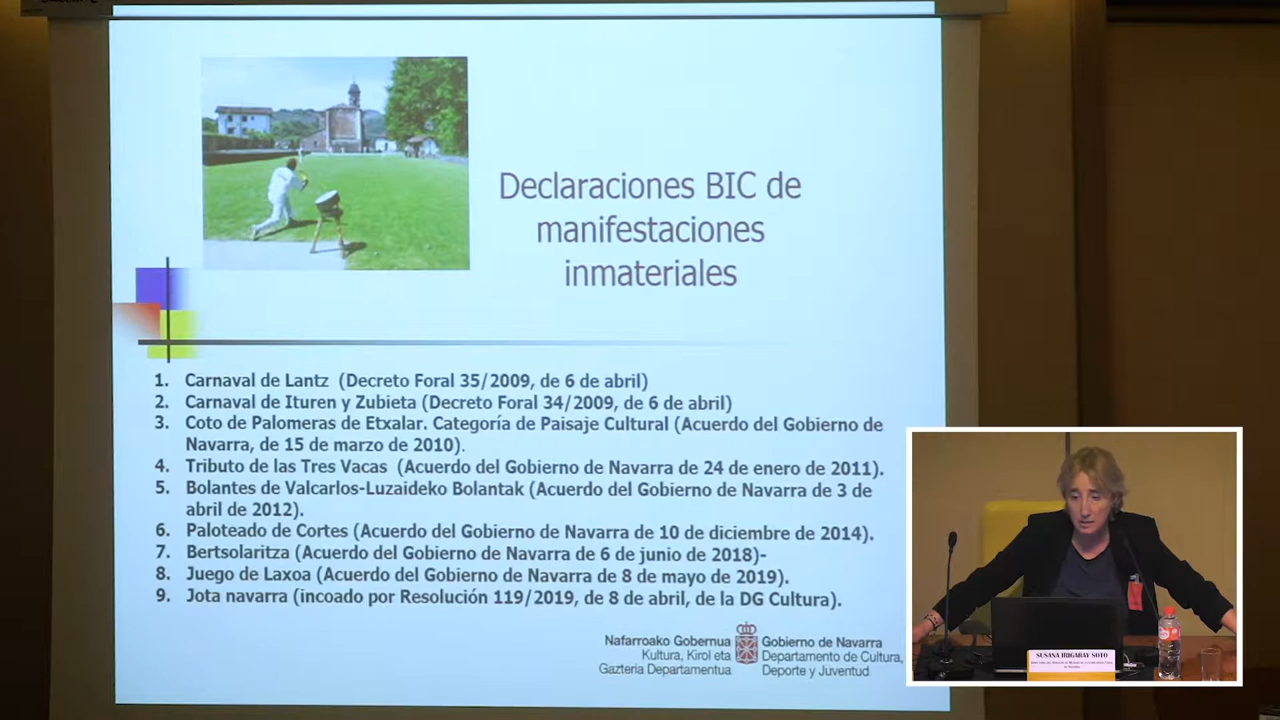 Declaraciones BIC de
manifestaciones
inmateriales
1. Carnaval de Lantz (Decreto Foral 35/2009, de 6 de abril)
2. Carnaval de Ituren y Zubieta (Decreto Foral 34/2009, de 6 de abril)
3. Coto de Palomeras de Etxalar. Categoría de Paisaje Cultural (Acuerdo del Gobierno de
Navarra, de 15 de marzo de 2010).
4. Tributo de las Tres Vacas (Acuerdo del Gobierno de Navarra de 24 de enero de 2011).
5. Bolantes de Valcarlos-Luzaideko Bolantak (Acuerdo del Gobierno de Navarra de 3 de
abril de 2012).
6. Paloteado de Cortes (Acuerdo del Gobierno de Navarra de 10 de diciembre de 2014).
7. Bertsolaritza (Acuerdo del Gobierno de Navarra de 6 de junio de 2018)-
8. Juego de Laxoa (Acuerdo del Gobierno de Navarra de 8 de mayo de 2019).
9. Jota navarra (incoado por Resolución 119/2019, de 8 de abril, de la DG Cultura).
Nafarroako Gobernua
Kultura, Kirol eta
Gazteria Departamentua
Gobierno de Navarra
Departamento de Cultura,
Deporte y Juventud
SUSANA IRIGARAY SOTO